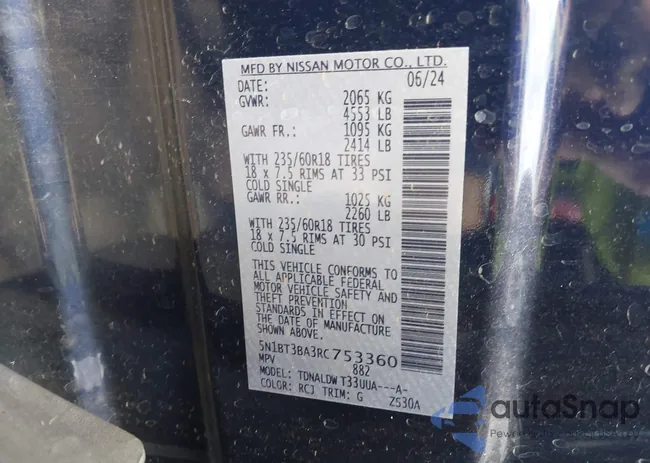 MFD BY NISSAN MOTOR CO., LTD.
DATE: 06/24
GVWR: 2065 KG
4553 LB
GAWR FR.: 1095 KG
2414 LB
WITH 235/60R18 TIRES
18 x 7.5 RIMS AT 33 PSI
COLD SINGLE
GAWR RR.: 1025 KG
2260 LB
WITH 235/60R18 TIRES
18 x 7.5 RIMS AT 30 PSI
COLD SINGLE
THIS VEHICLE CONFORMS TO
ALL APPLICABLE FEDERAL
MOTOR VEHICLE SAFETY AND
THEFT PREVENTION
STANDARDS IN EFFECT ON
THE DATE OF MANUFACTURE
SHOWN ABOVE.
5N1BT3BA3RC753360
MPV 882
MODEL: TDNALDW T33UUA---A-
COLOR: RCJ TRIM: G Z530A
autoSnap